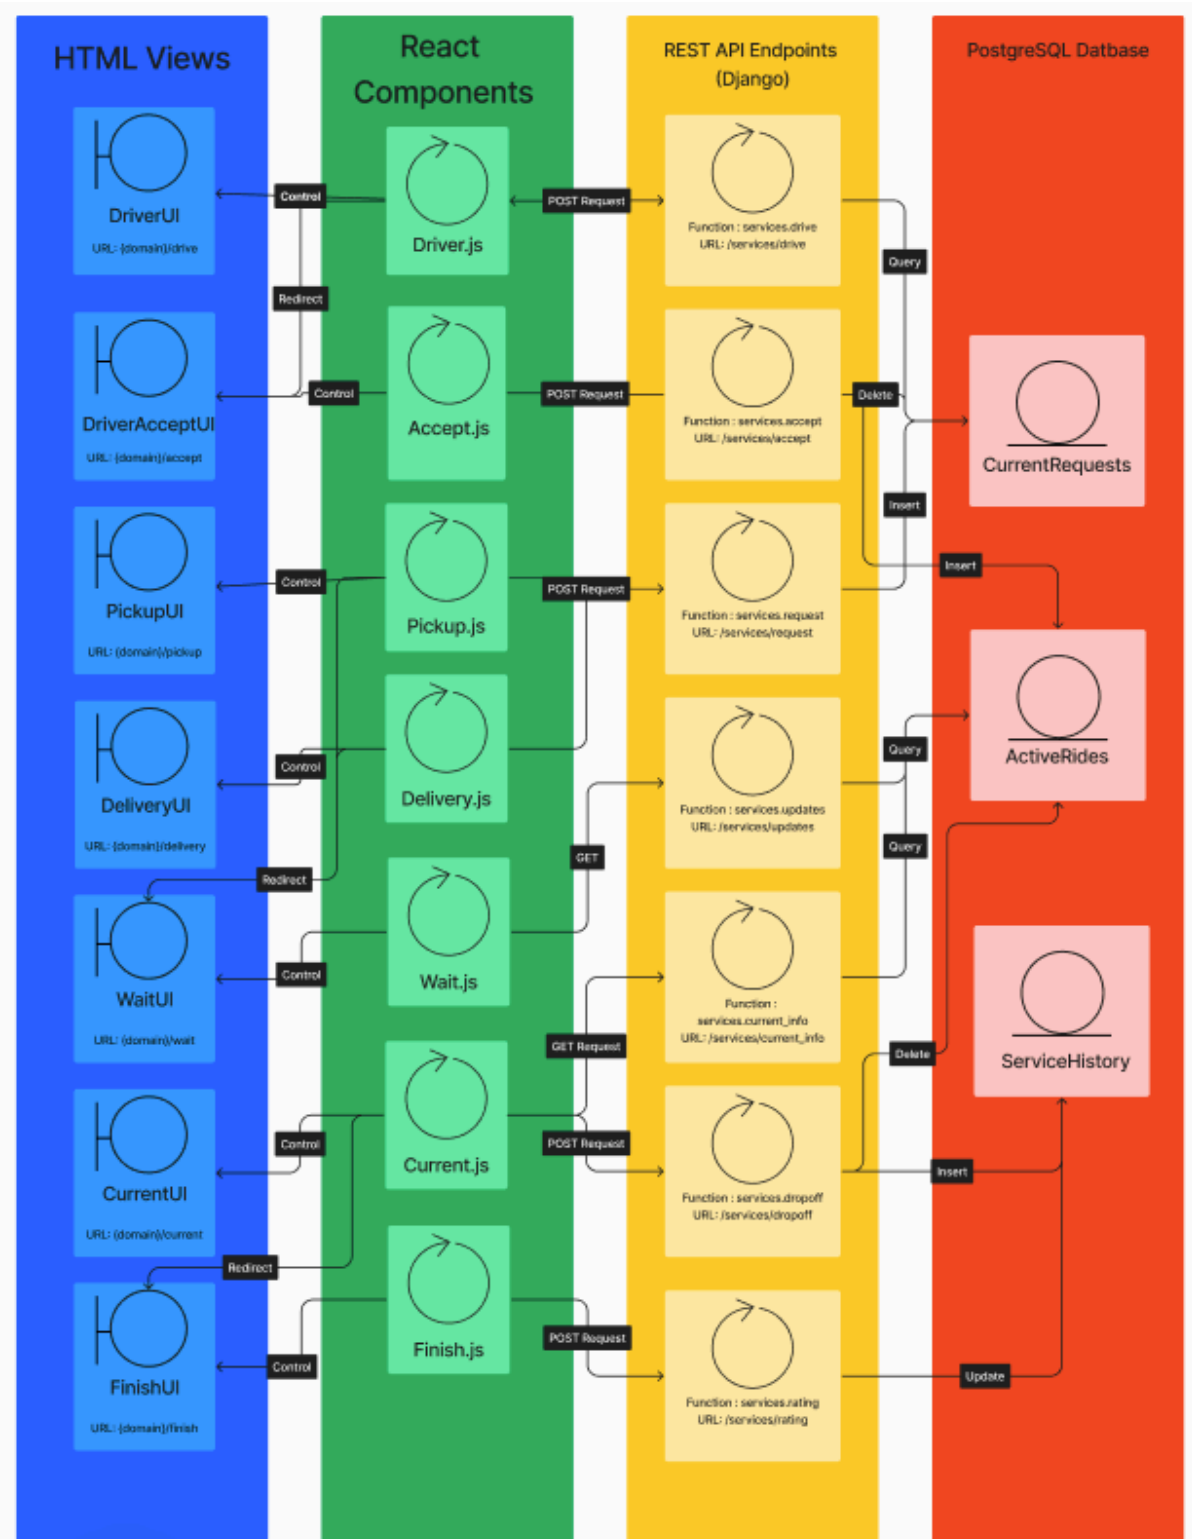 HTML Views
React
Components
REST API Endpoints
(Django)
PostgreSQL Datbase
DriverUI
URL: {domain}/drive
Control
Driver.js
POST Request
Function : services.drive
URL: /services/drive
Query
Redirect
DriverAcceptUI
URL: {domain}/accept
Control
Accept.js
POST Request
Function : services.accept
URL: /services/accept
Delete
CurrentRequests
Insert
Insert
PickupUI
URL: {domain}/pickup
Control
Pickup.js
POST Request
Function : services.request
URL: /services/request
DeliveryUI
URL: {domain}/delivery
Control
Delivery.js
Function : services.updates
URL: /services/updates
Query
ActiveRides
Redirect
GET
Query
WaitUI
URL: {domain}/wait
Control
Wait.js
Function :
services.current_info
URL: /services/current_info
GET Request
Delete
ServiceHistory
CurrentUI
URL: {domain}/current
Control
Current.js
POST Request
Function : services.dropoff
URL: /services/dropoff
Insert
Redirect
FinishUI
URL: {domain}/finish
Control
Finish.js
POST Request
Function : services.rating
URL: /services/rating
Update